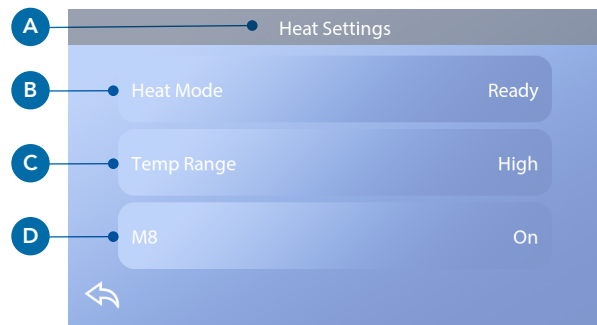 A Heat Settings
B Heat Mode Ready
C Temp Range High
D M8 On